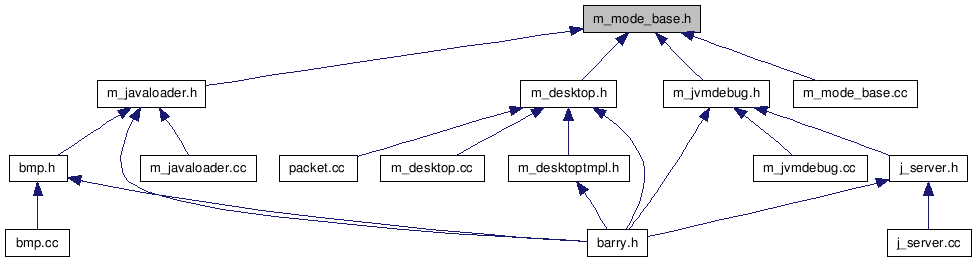 m_mode_base.h
m_javaloader.h
m_desktop.h
m_jvmdebug.h
m_mode_base.cc
bmp.h
m_javaloader.cc
packet.cc
m_desktop.cc
m_desktoptmpl.h
m_jvmdebug.cc
j_server.h
bmp.cc
barry.h
j_server.cc